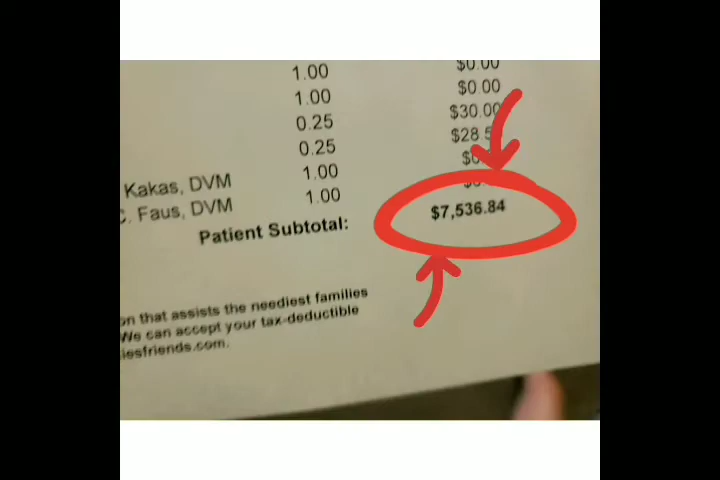 1.00 $0.00
1.00 $0.00
0.25 $30.00
0.25 $28.5
Kakas, DVM 1.00
C. Faus, DVM 1.00
Patient Subtotal: $7,536.84
on that assists the neediest families
We can accept your tax-deductible
iesfriends.com.